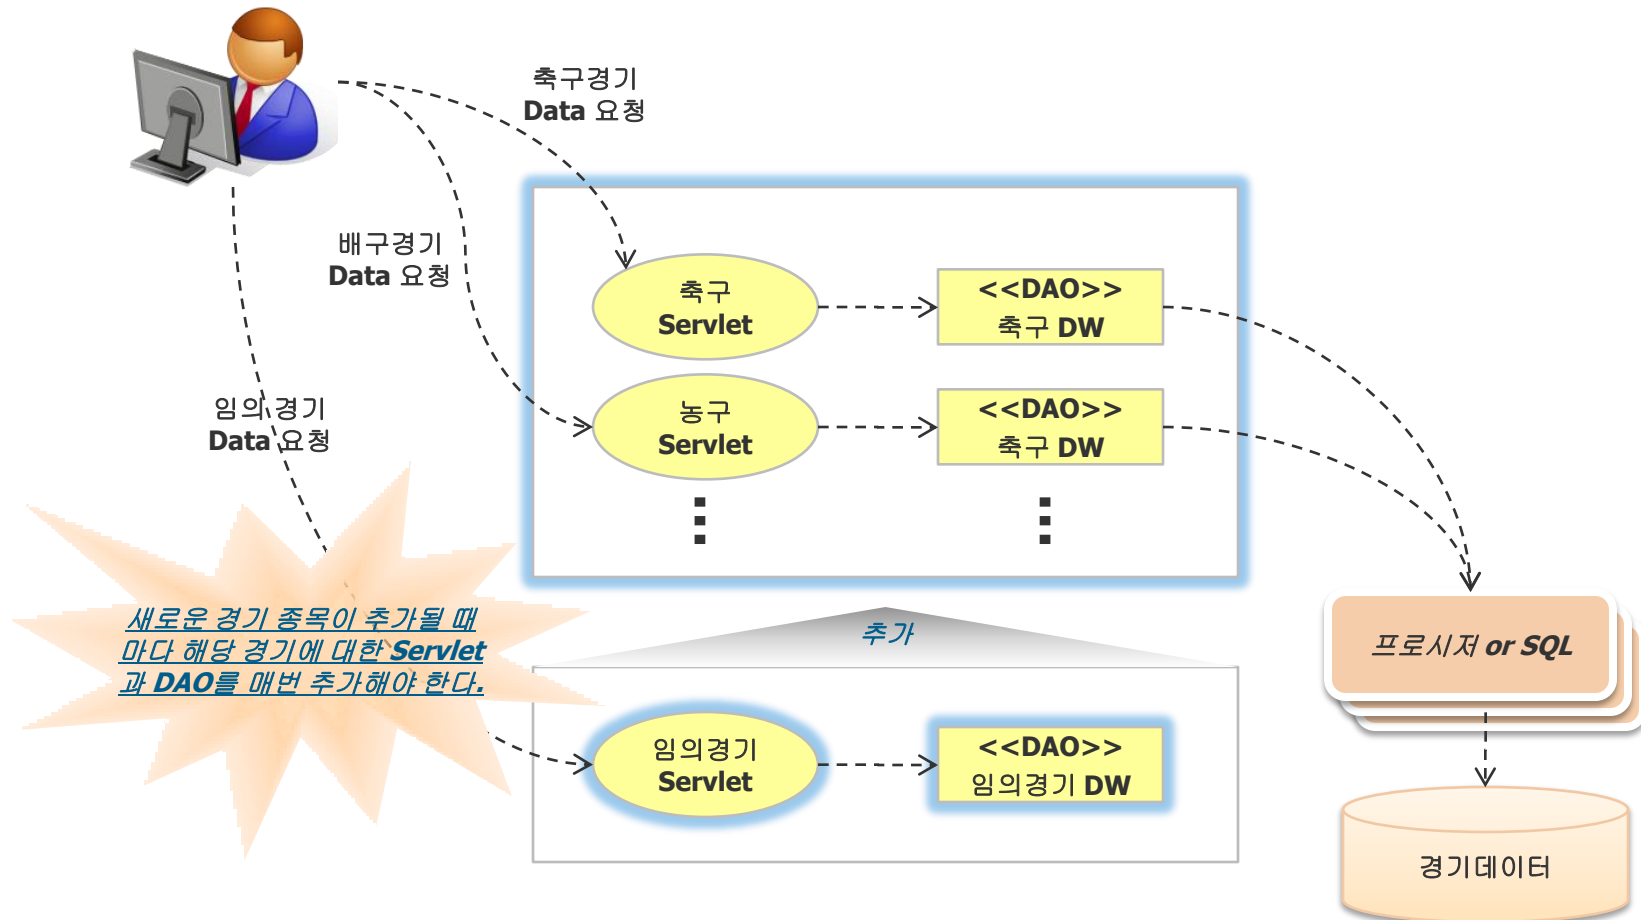 축구경기
Data 요청
배구경기
Data 요청
임의 경기
Data 요청
축구
Servlet
<<DAO>>
축구 DW
농구
Servlet
<<DAO>>
축구 DW
새로운 경기 종목이 추가될 때
마다 해당 경기에 대한 Servlet
과 DAO를 매번 추가해야 한다.
추가
임의경기
Servlet
<<DAO>>
임의경기 DW
프로시저 or SQL
경기데이터